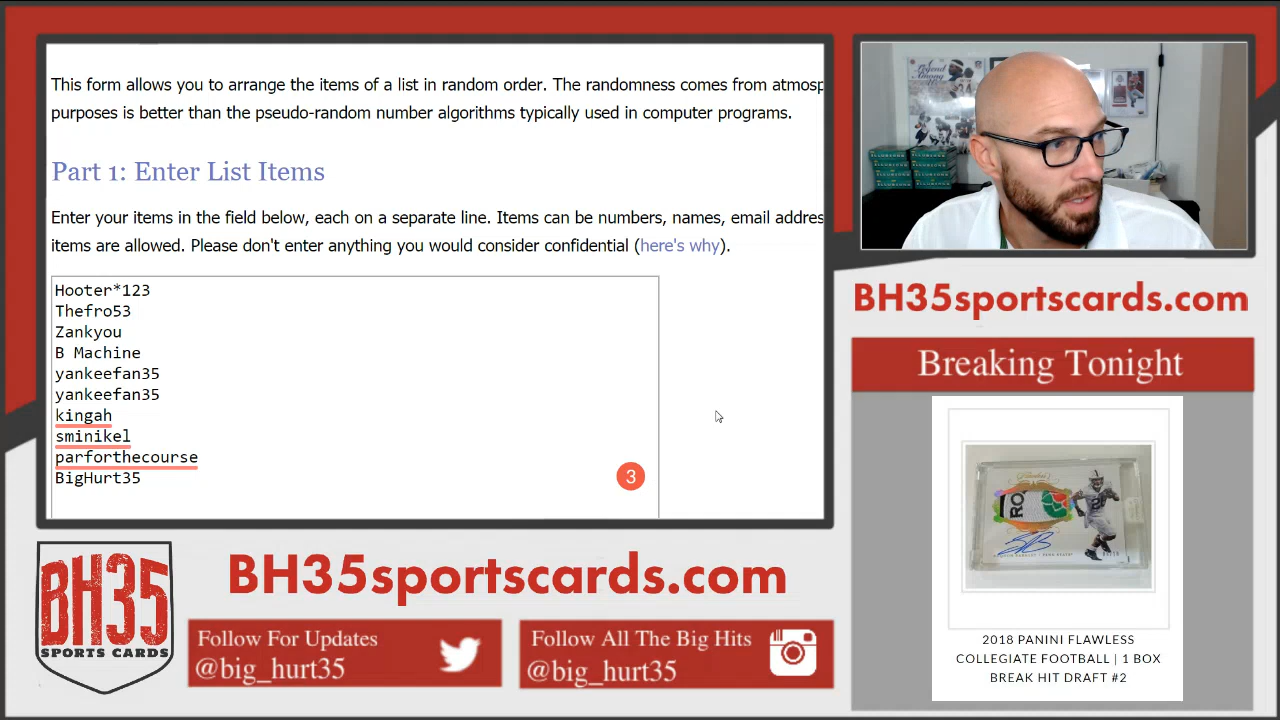 This form allows you to arrange the items of a list in random order. The randomness comes from atmosp
purposes is better than the pseudo-random number algorithms typically used in computer programs.
Part 1: Enter List Items
Enter your items in the field below, each on a separate line. Items can be numbers, names, email addres
items are allowed. Please don't enter anything you would consider confidential (here's why).
Hooter*123
Thefro53
Zankyou
B Machine
yankeefan35
yankeefan35
kingah
sminikel
parforthecourse
BigHurt35
3
BH35sportscards.com
Breaking Tonight
2018 PANINI FLAWLESS
COLLEGIATE FOOTBALL | 1 BOX
BREAK HIT DRAFT #2
BH35
SPORTS CARDS
BH35sportscards.com
Follow For Updates
@big_hurt35
Follow All The Big Hits
@big_hurt35